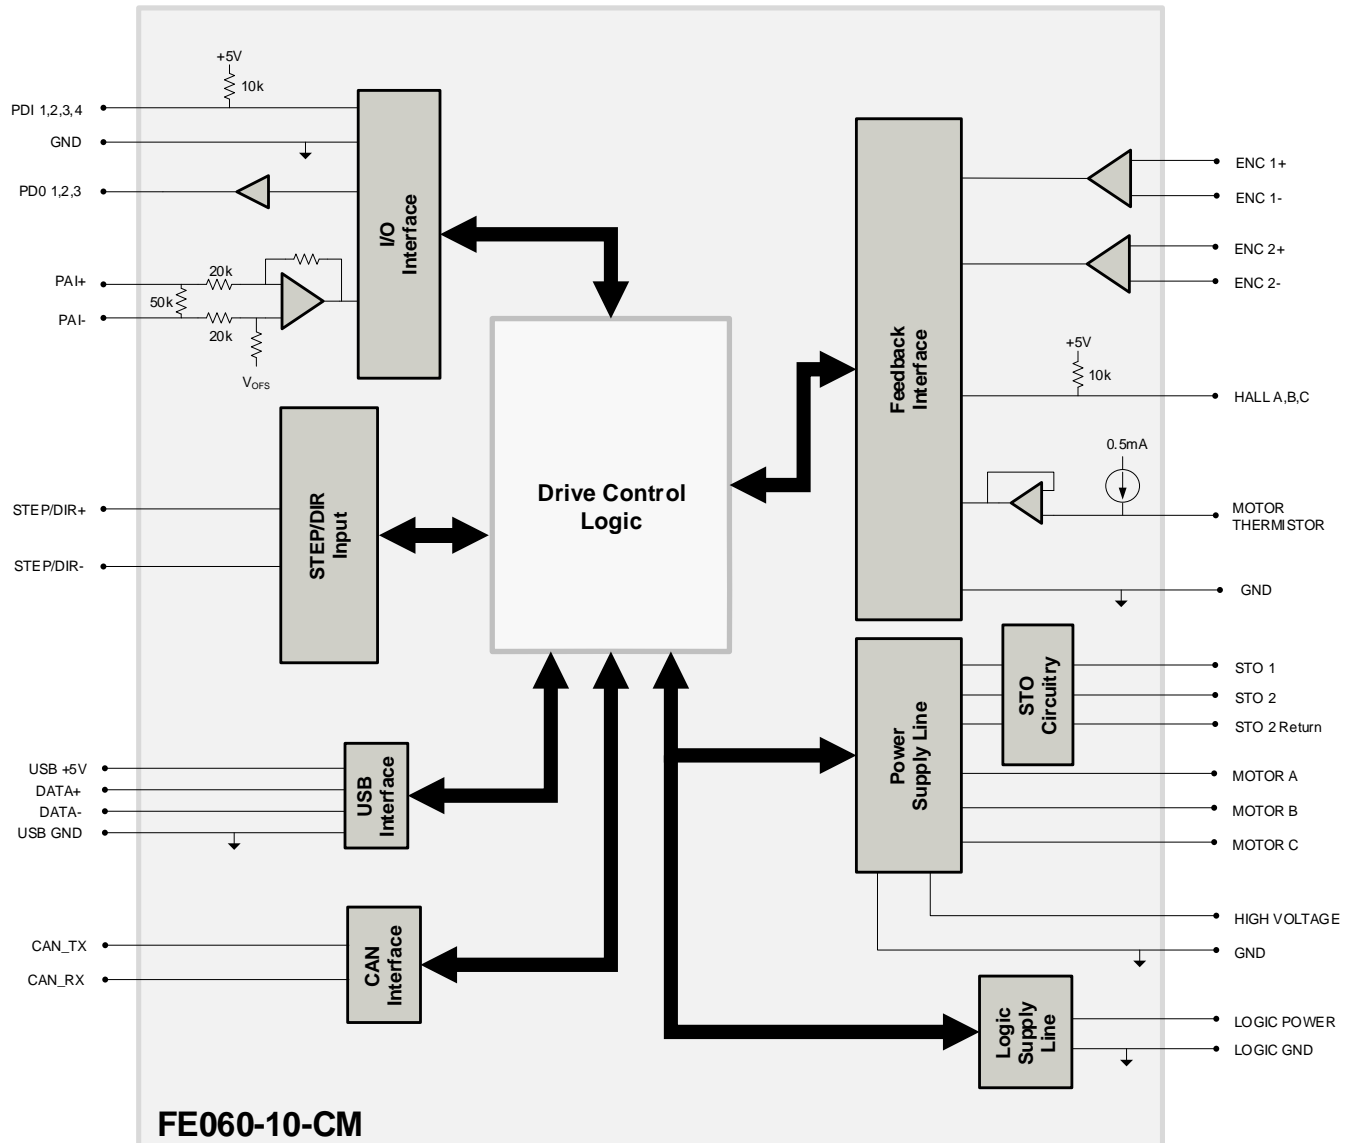 +5V
10k
PDI 1,2,3,4
GND
PD0 1,2,3
PAI+
20k
50k
PAI-
20k
VOFS
I/O
Interface
STEP/DIR+
STEP/DIR-
STEP/DIR
Input
USB +5V
DATA+
DATA-
USB GND
USB
Interface
CAN_TX
CAN_RX
CAN
Interface
Drive Control
Logic
Feedback
Interface
ENC 1+
ENC 1-
ENC 2+
ENC 2-
+5V
10k
HALL A,B,C
0.5mA
MOTOR
THERMISTOR
GND
Power
Supply Line
STO
Circuitry
STO 1
STO 2
STO 2 Return
MOTOR A
MOTOR B
MOTOR C
HIGH VOLTAGE
GND
Logic
Supply
Line
LOGIC POWER
LOGIC GND
FE060-10-CM